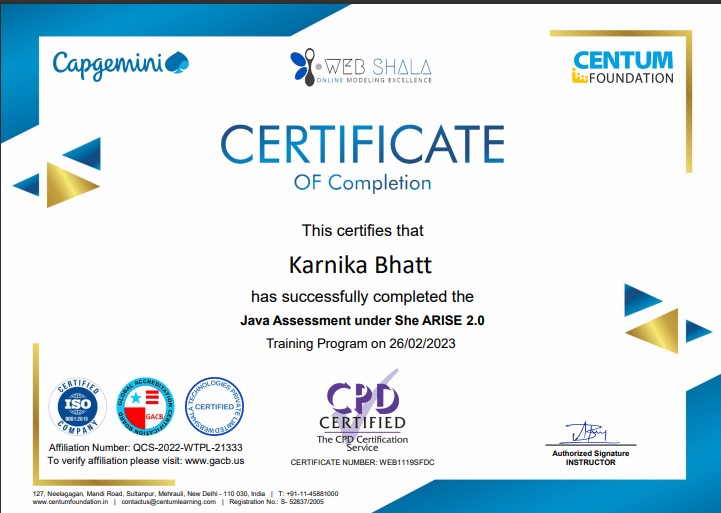 Capgemini
WEB SHALA
ONLINE MODELING EXCELLENCE
CENTUM
FOUNDATION
CERTIFICATE
OF Completion
This certifies that
Karnika Bhatt
has successfully completed the
Java Assessment under She ARISE 2.0
Training Program on 26/02/2023
CERTIFIED
ISO
9001:2015
COMPANY
GLOBAL ACCREDITATION CERTIFICATION BOARD
GACB
WEBSHALA TECHNOLOGIES PRIVATE LIMITED
CERTIFIED
CPD
CERTIFIED
The CPD Certification
Service
Affiliation Number: QCS-2022-WTPL-21333
To verify affiliation please visit: www.gacb.us
CERTIFICATE NUMBER: WEB1119SFDC
Authorized Signature
INSTRUCTOR
127, Neelagagan, Mandi Road, Sultanpur, Mehrauli, New Delhi - 110 030, India | T: +91-11-45881000
www.centumfoundation.in | contactus@centumlearning.com | Registration No.: S- 52837/2005